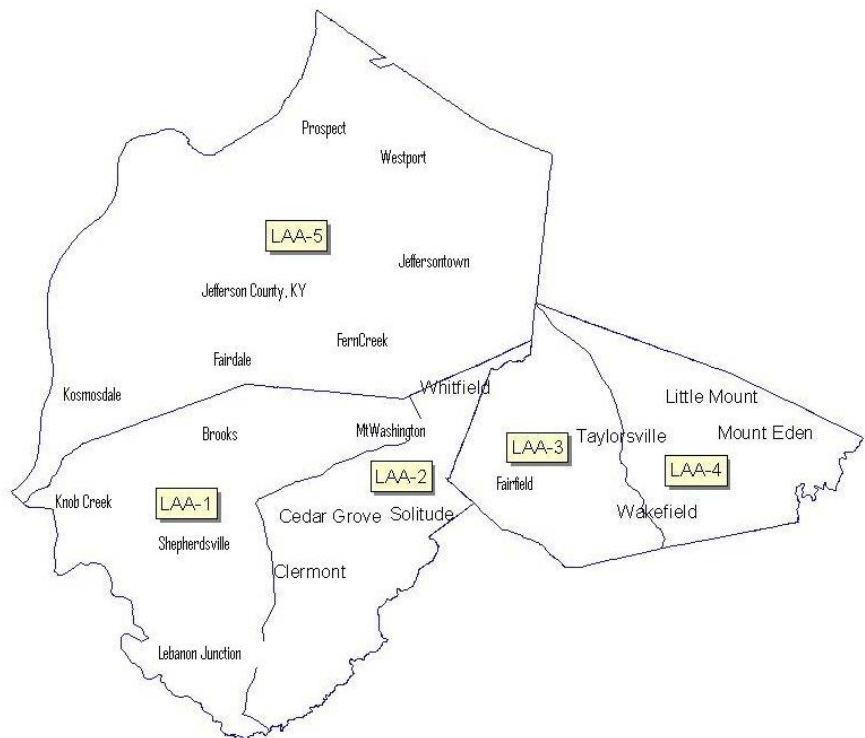 Prospect
Westport
LAA-5
Jeffersontown
Jefferson County, KY
FernCreek
Fairdale
Whitfield
Kosmosdale
Little Mount
Brooks
MtWashington
Taylorsville
Mount Eden
LAA-3
LAA-4
LAA-2
Fairfield
Knob Creek
LAA-1
Cedar Grove
Solitude
Wakefield
Shepherdsville
Clermont
Lebanon Junction